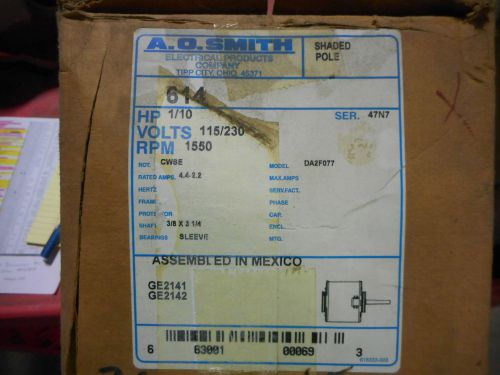 A.O.SMITH
ELECTRICAL PRODUCTS
COMPANY
TIPP CITY, OHIO, 45371
SHADED
POLE
614
HP 1/10
SER. 47N7
VOLTS 115/230
RPM 1550
ROT. CWSE
MODEL DA2F077
RATED AMPS. 4.4-2.2
MAX.AMPS
HERTZ
SERV.FACT.
FRAME
PHASE
PROTECTOR
CAP.
SHAFT 3/8 X 3 1/4
ENCL.
BEARINGS SLEEVE
MTG.
ASSEMBLED IN MEXICO
GE2141
GE2142
6 63001 00069 3